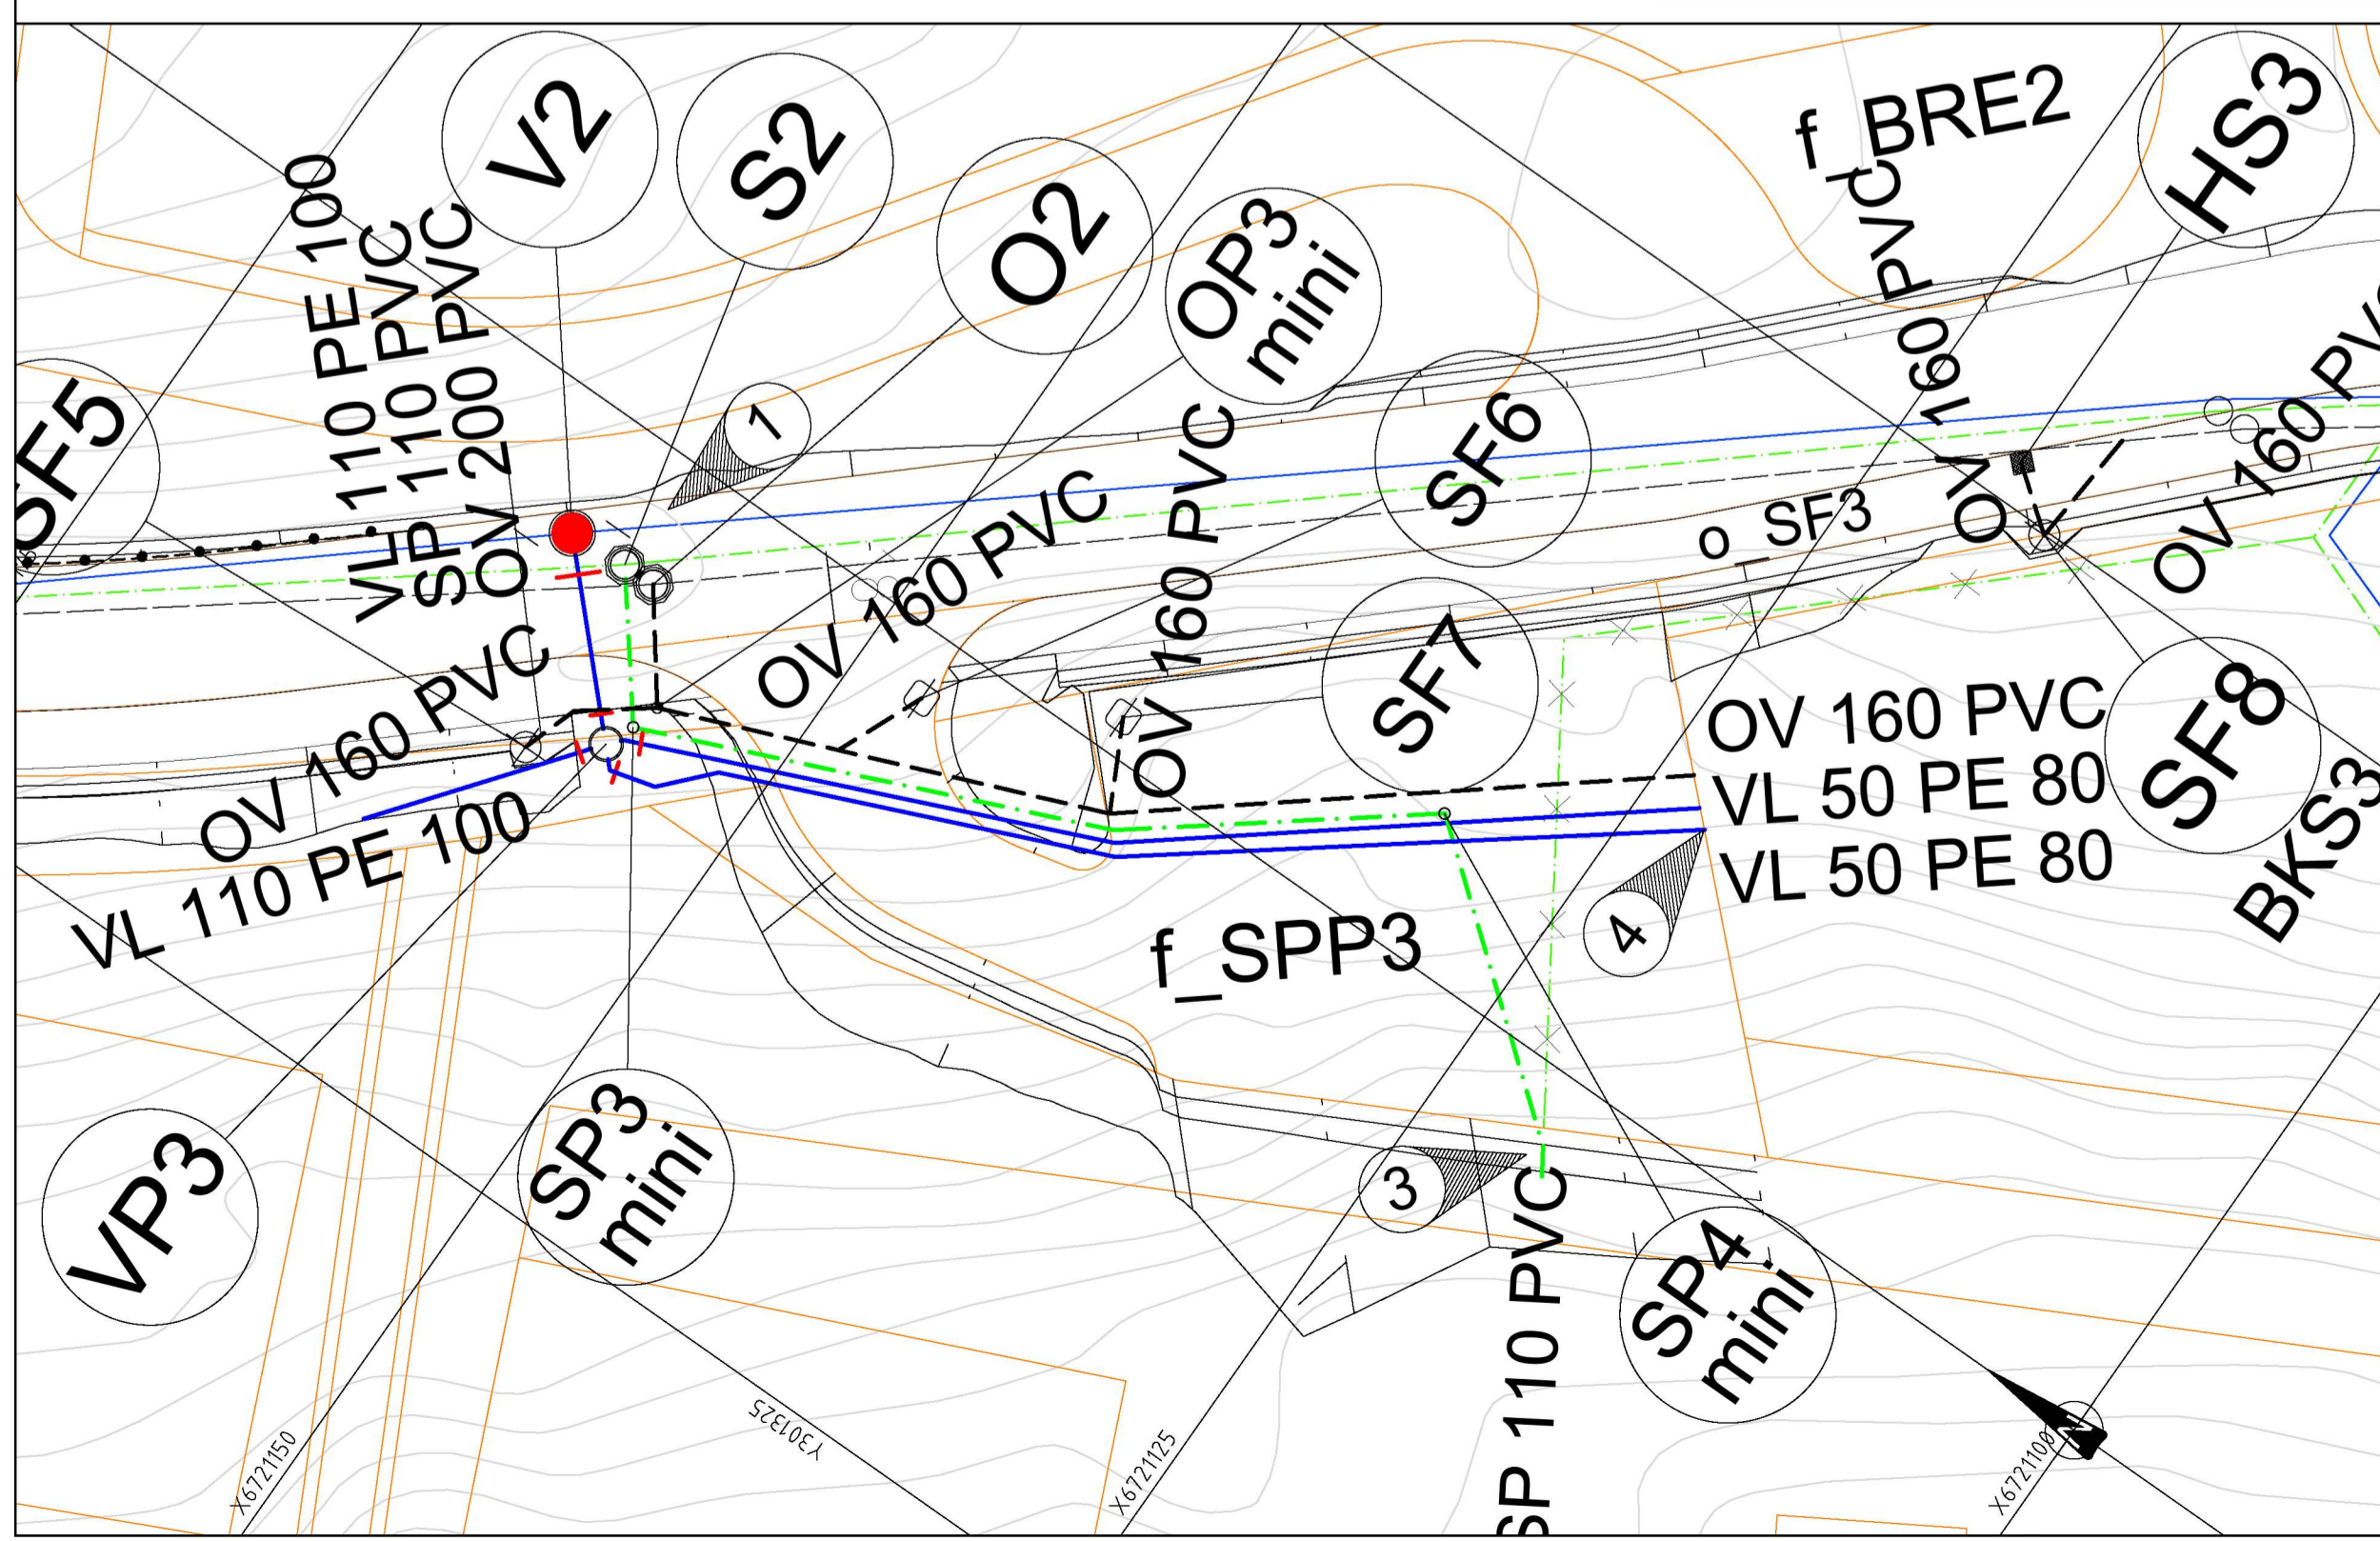 V2
S2
O2
OP3
mini
f_BRE2
HS3
SF5
VL 110 PE 100
SP 110 PVC
OV 200 PVC
1
SF6
OV 160 PVC
OV 160 PVC
OV 160 PVC
OV 160 PVC
o_SF3
SF7
OV 160 PVC
VL 50 PE 80
VL 50 PE 80
SF8
BKS3
OV 160 PVC
VL 110 PE 100
f_SPP3
4
VP3
SP3
mini
3
SP4
mini
SP 110 PVC
X6721150
Y301325
X6721125
X6721100
N